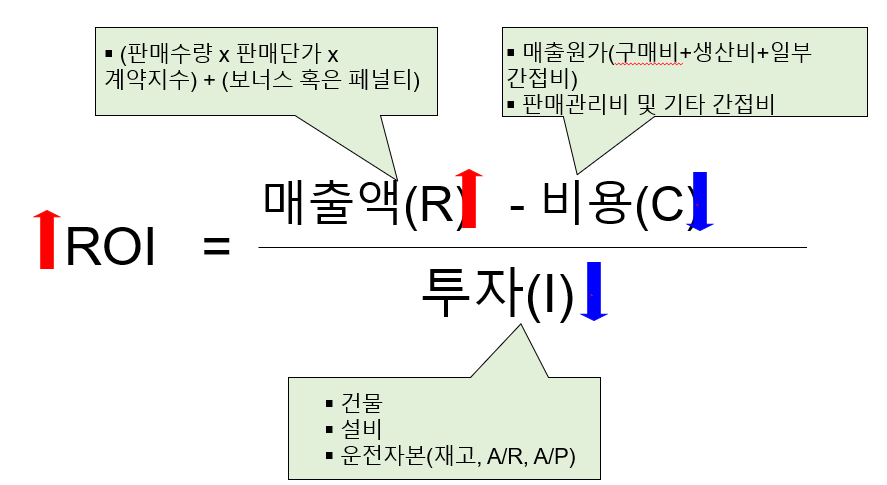 ▪ (판매수량 x 판매단가 x
계약지수) + (보너스 혹은 페널티)
▪ 매출원가(구매비+생산비+일부
간접비)
▪ 판매관리비 및 기타 간접비
매출액(R) - 비용(C)
ROI =
투자(I)
▪ 건물
▪ 설비
▪ 운전자본(재고, A/R, A/P)